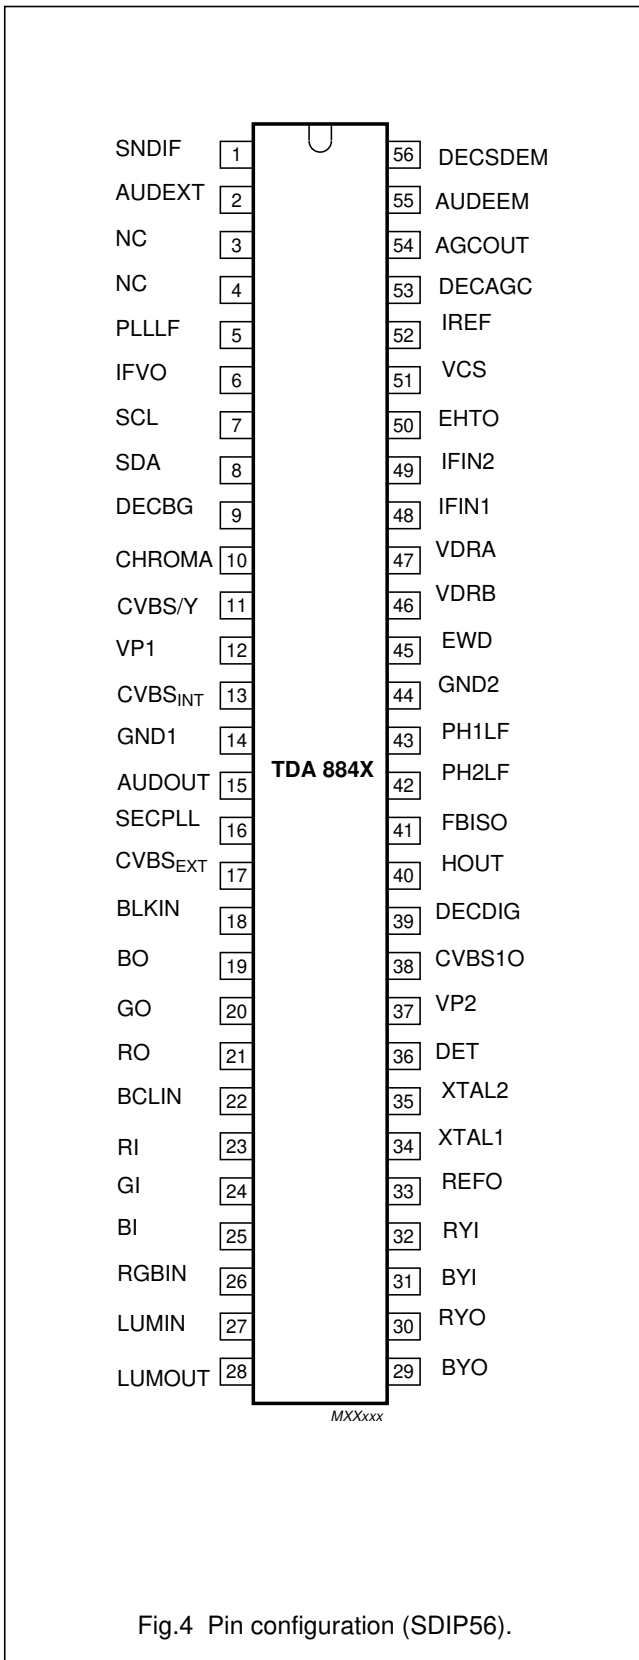 SNDIF 1 56 DECSDEM
AUDEXT 2 55 AUDEEM
NC 3 54 AGCOUT
NC 4 53 DECAGC
PLLLF 5 52 IREF
IFVO 6 51 VCS
SCL 7 50 EHTO
SDA 8 49 IFIN2
DECBG 9 48 IFIN1
CHROMA 10 47 VDRA
CVBS/Y 11 46 VDRB
VP1 12 45 EWD
CVBSINT 13 44 GND2
GND1 14 43 PH1LF
TDA 884X
AUDOUT 15 42 PH2LF
SECPLL 16 41 FBISO
CVBSEXT 17 40 HOUT
BLKIN 18 39 DECDIG
BO 19 38 CVBS1O
GO 20 37 VP2
RO 21 36 DET
BCLIN 22 35 XTAL2
RI 23 34 XTAL1
GI 24 33 REFO
BI 25 32 RYI
RGBIN 26 31 BYI
LUMIN 27 30 RYO
LUMOUT 28 29 BYO
MXXxxx
Fig.4 Pin configuration (SDIP56).